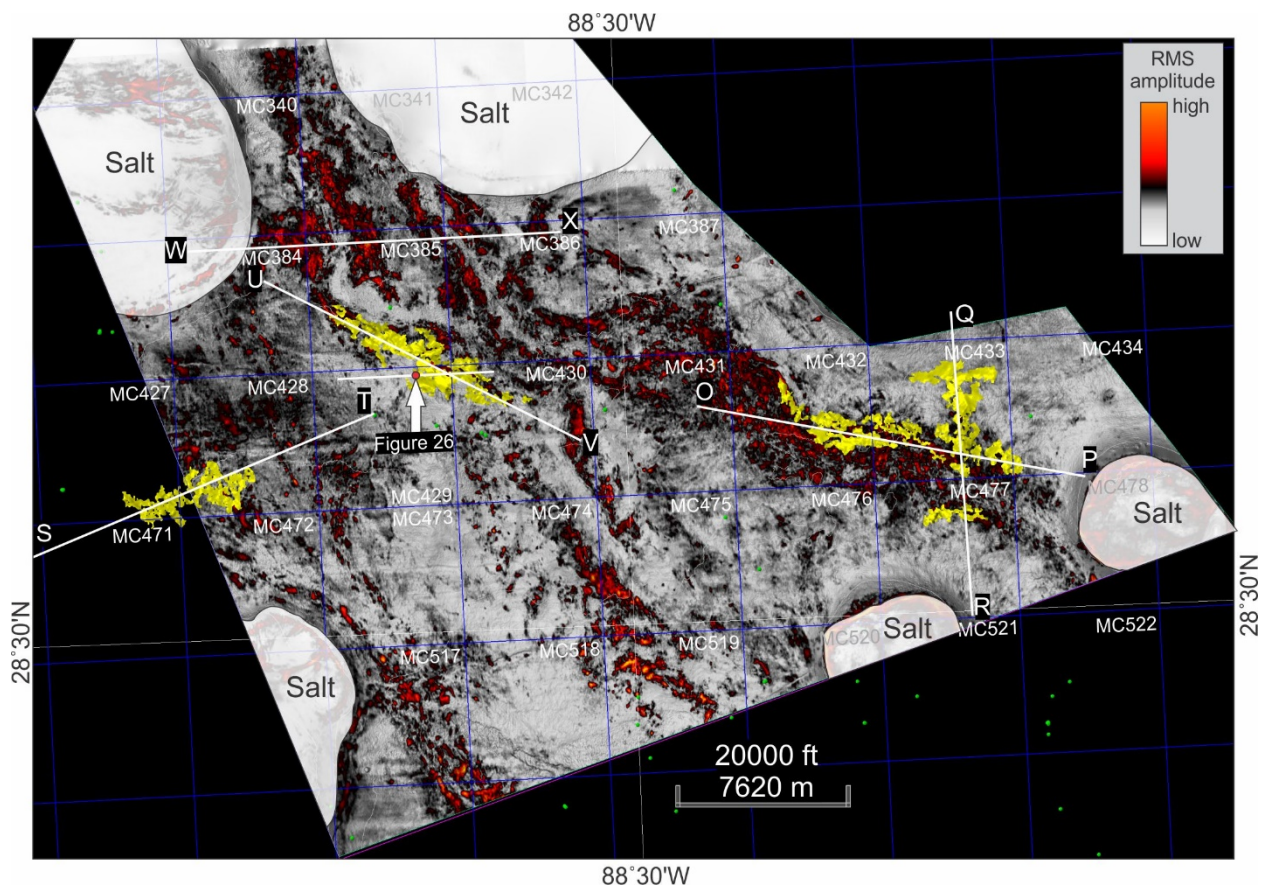 88°30'W
RMS
amplitude
high
low
MC340
MC341
MC342
Salt
Salt
W
X
MC384
MC385
MC386
MC387
U
Q
MC427
MC428
MC430
MC431
MC432
MC433
MC434
T
O
Figure 26
V
P
S
MC471
MC472
MC429
MC473
MC474
MC475
MC476
MC477
MC478
Salt
28°30'N
28°30'N
R
MC517
MC518
MC519
MC520
Salt
MC521
MC522
Salt
20000 ft
7620 m
88°30'W